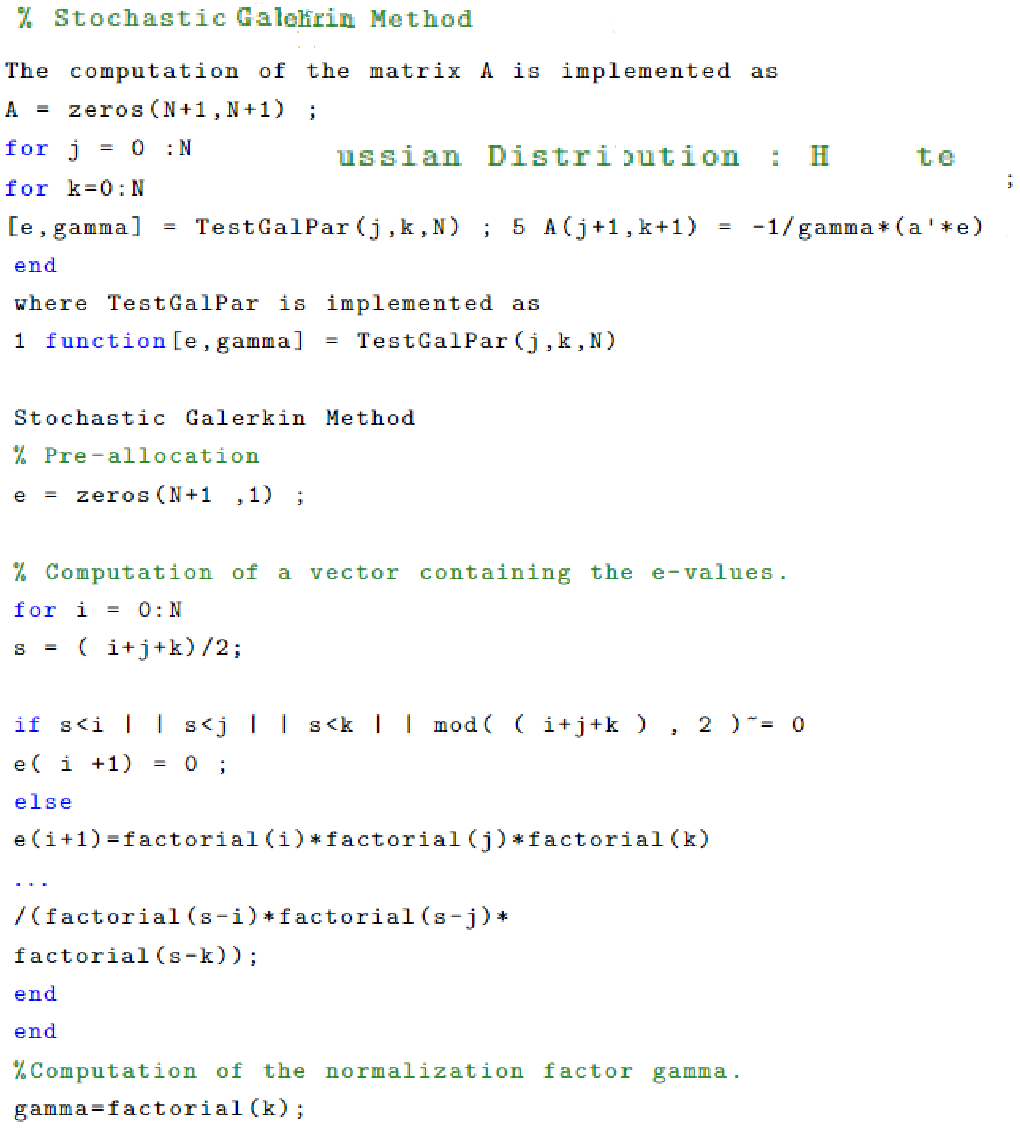 % Stochastic Galerkin Method
The computation of the matrix A is implemented as
A = zeros(N+1,N+1) ;
for j = 0 :N
ussian Distribution : H te
for k=0:N
;
[e,gamma] = TestGalPar(j,k,N) ; 5 A(j+1,k+1) = -1/gamma*(a'*e)
end
where TestGalPar is implemented as
1 function[e,gamma] = TestGalPar(j,k,N)
Stochastic Galerkin Method
% Pre-allocation
e = zeros(N+1 ,1) ;
% Computation of a vector containing the e-values.
for i = 0:N
s = ( i+j+k)/2;
if s<i | | s<j | | s<k | | mod( ( i+j+k ) , 2 )~= 0
e( i +1) = 0 ;
else
e(i+1)=factorial(i)*factorial(j)*factorial(k)
...
/(factorial(s-i)*factorial(s-j)*
factorial(s-k));
end
end
%Computation of the normalization factor gamma.
gamma=factorial(k);